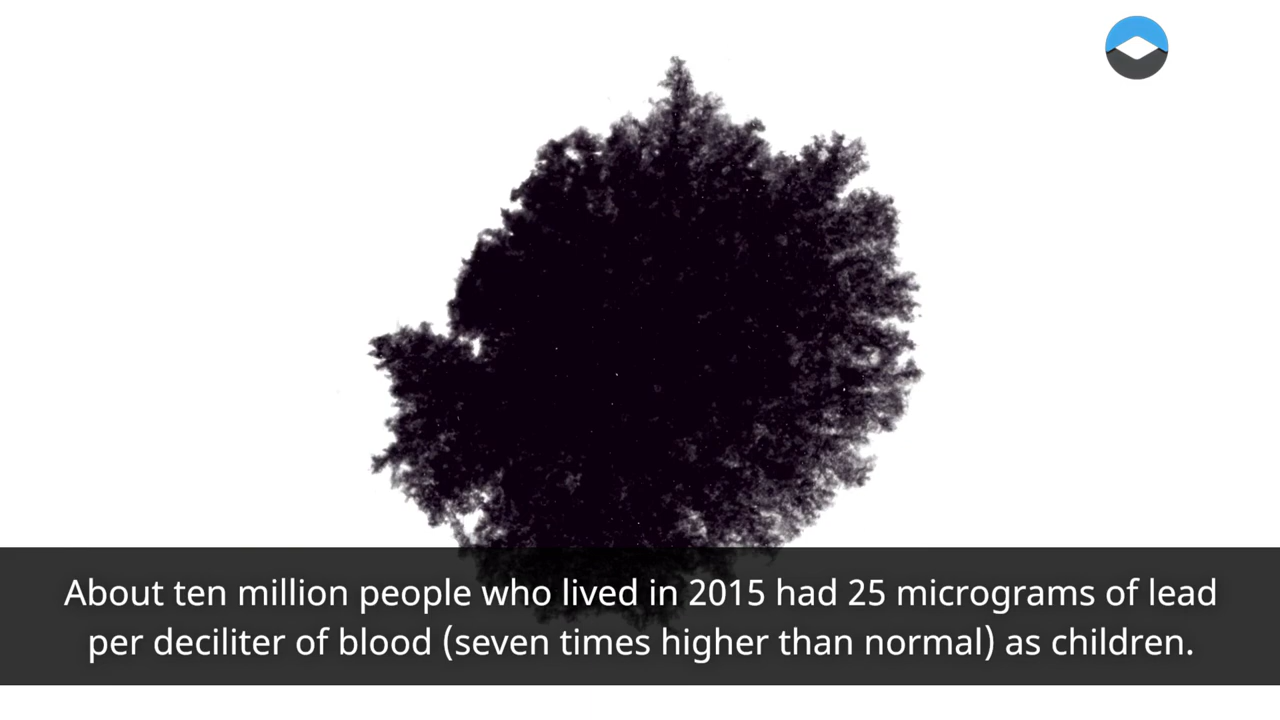 About ten million people who lived in 2015 had 25 micrograms of lead
per deciliter of blood (seven times higher than normal) as children.